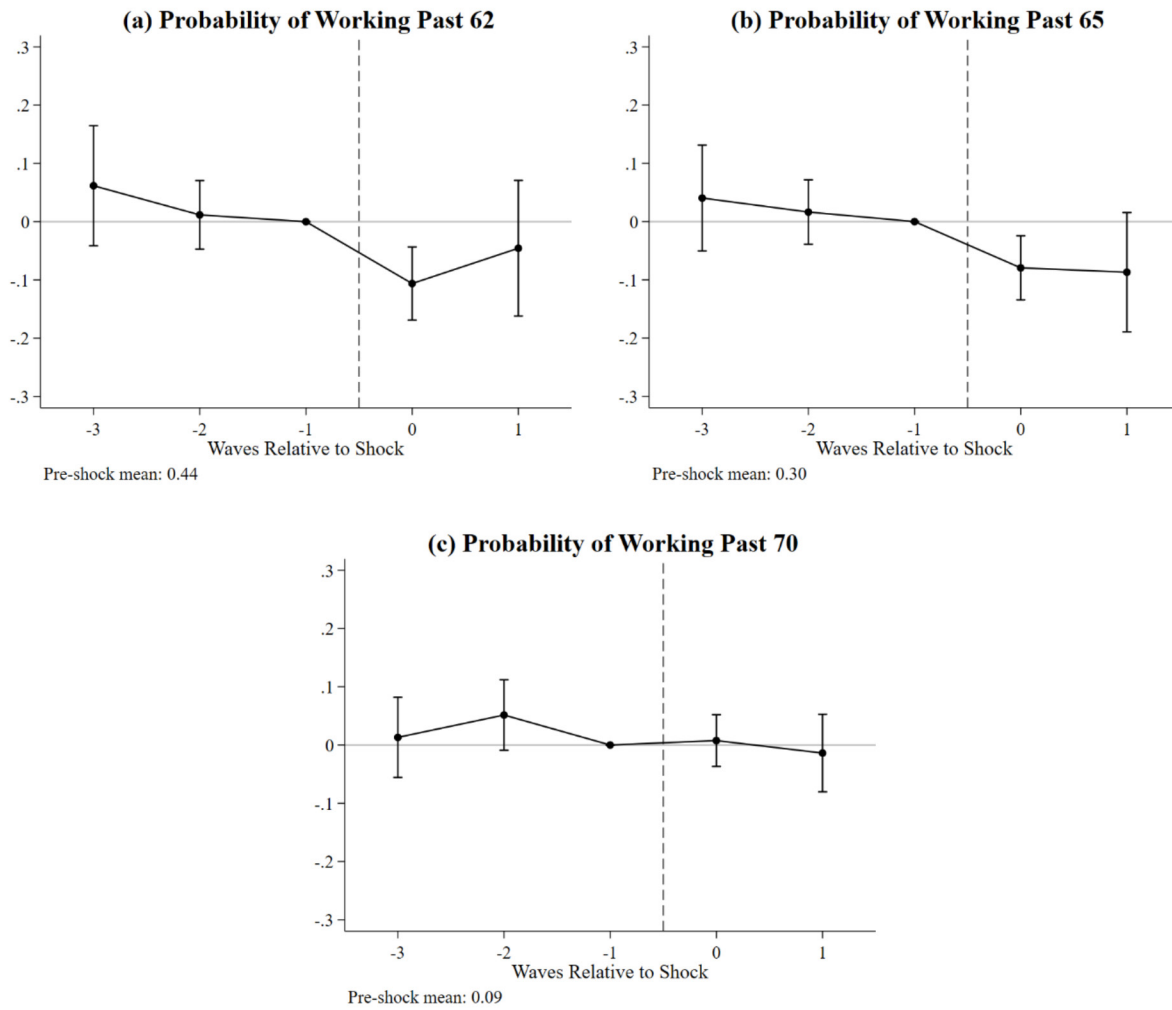 (a) Probability of Working Past 62
.3
.2
.1
0
-.1
-.2
-.3
-3 -2 -1 0 1
Waves Relative to Shock
Pre-shock mean: 0.44
(b) Probability of Working Past 65
.3
.2
.1
0
-.1
-.2
-.3
-3 -2 -1 0 1
Waves Relative to Shock
Pre-shock mean: 0.30
(c) Probability of Working Past 70
.3
.2
.1
0
-.1
-.2
-.3
-3 -2 -1 0 1
Waves Relative to Shock
Pre-shock mean: 0.09